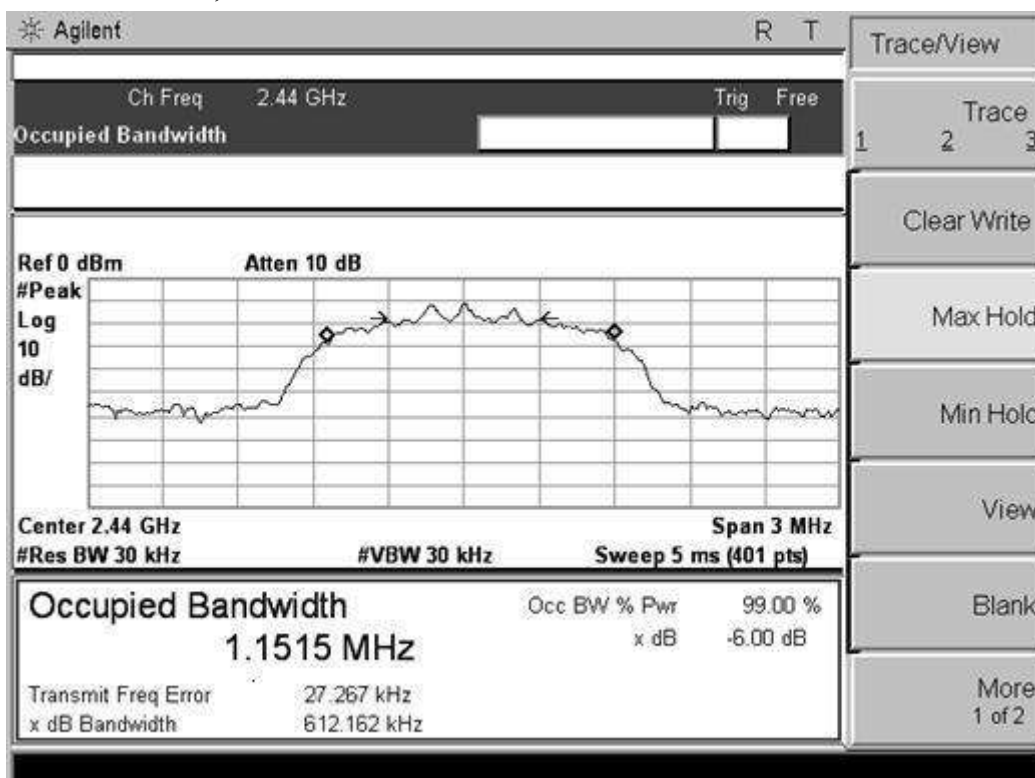 Agilent R T
Trace/View
Ch Freq 2.44 GHz Trig Free
Occupied Bandwidth
Trace
1 2 3
Clear Write
Ref 0 dBm Atten 10 dB
#Peak
Log
10
dB/
Max Hold
Min Hold
View
Center 2.44 GHz Span 3 MHz
#Res BW 30 kHz #VBW 30 kHz Sweep 5 ms (401 pts)
Occupied Bandwidth
1.1515 MHz
Occ BW % Pwr 99.00 %
x dB -6.00 dB
Transmit Freq Error 27.267 kHz
x dB Bandwidth 612.162 kHz
Blank
More
1 of 2